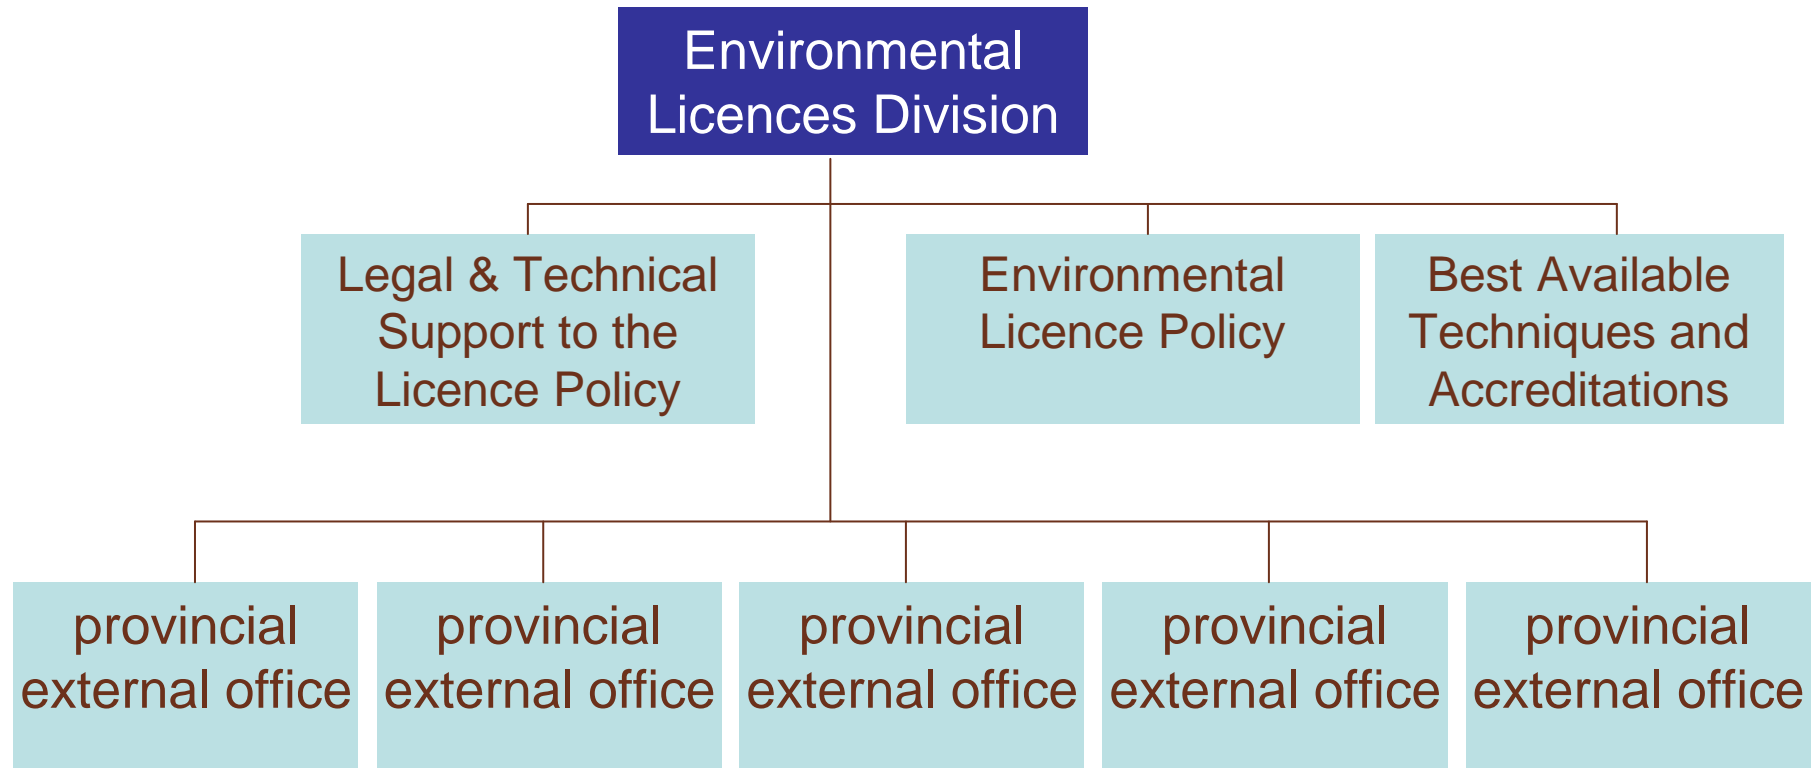 Environmental
Licences Division
Legal & Technical
Support to the
Licence Policy
Environmental
Licence Policy
Best Available
Techniques and
Accreditations
provincial
external office
provincial
external office
provincial
external office
provincial
external office
provincial
external office